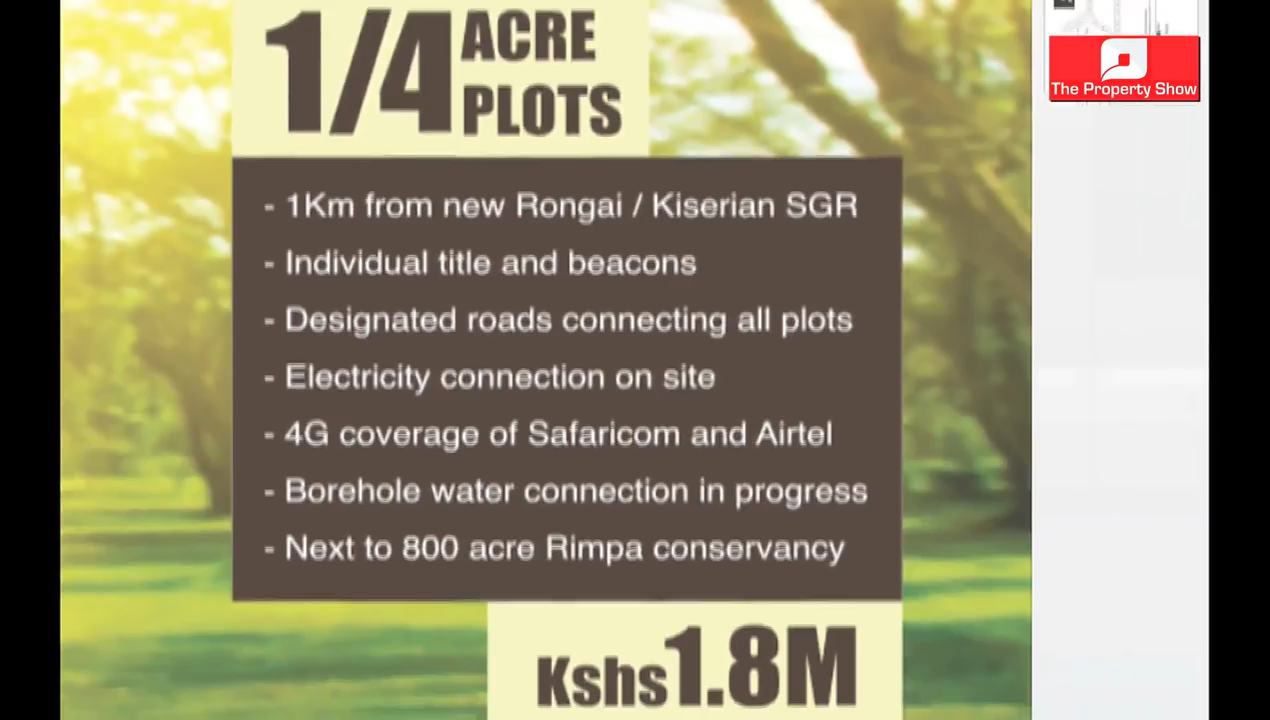 1/4 ACRE
PLOTS
The Property Show
- 1Km from new Rongai / Kiserian SGR
- Individual title and beacons
- Designated roads connecting all plots
- Electricity connection on site
- 4G coverage of Safaricom and Airtel
- Borehole water connection in progress
- Next to 800 acre Rimpa conservancy
Kshs1.8M